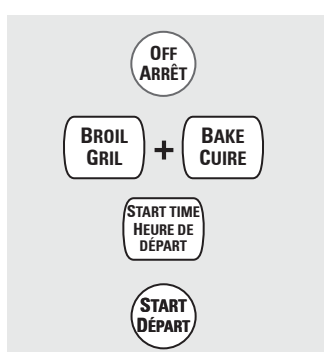 OFF
ARRÊT
BROIL
GRIL
+
BAKE
CUIRE
START TIME
HEURE DE
DÉPART
START
DÉPART